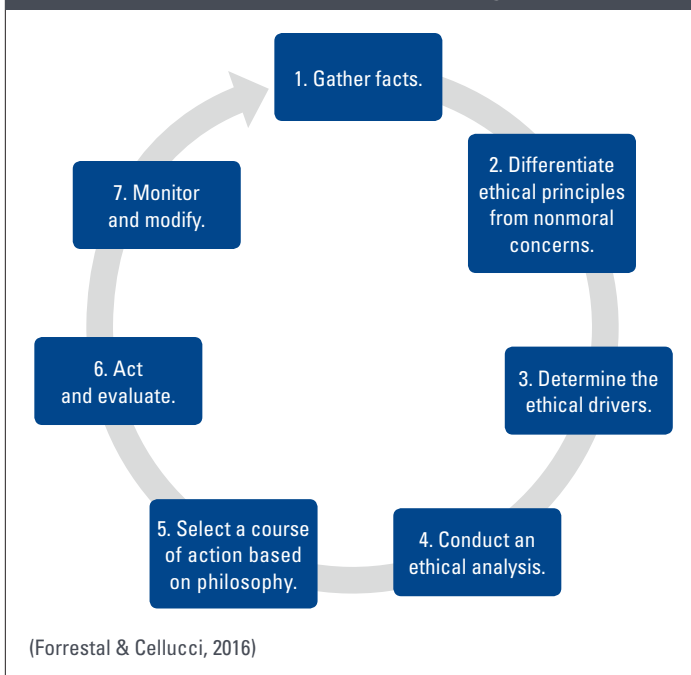 1. Gather facts.
2. Differentiate
ethical principles
from nonmoral
concerns.
3. Determine the
ethical drivers.
4. Conduct an
ethical analysis.
5. Select a course
of action based
on philosophy.
6. Act
and evaluate.
7. Monitor
and modify.
(Forrestal & Cellucci, 2016)